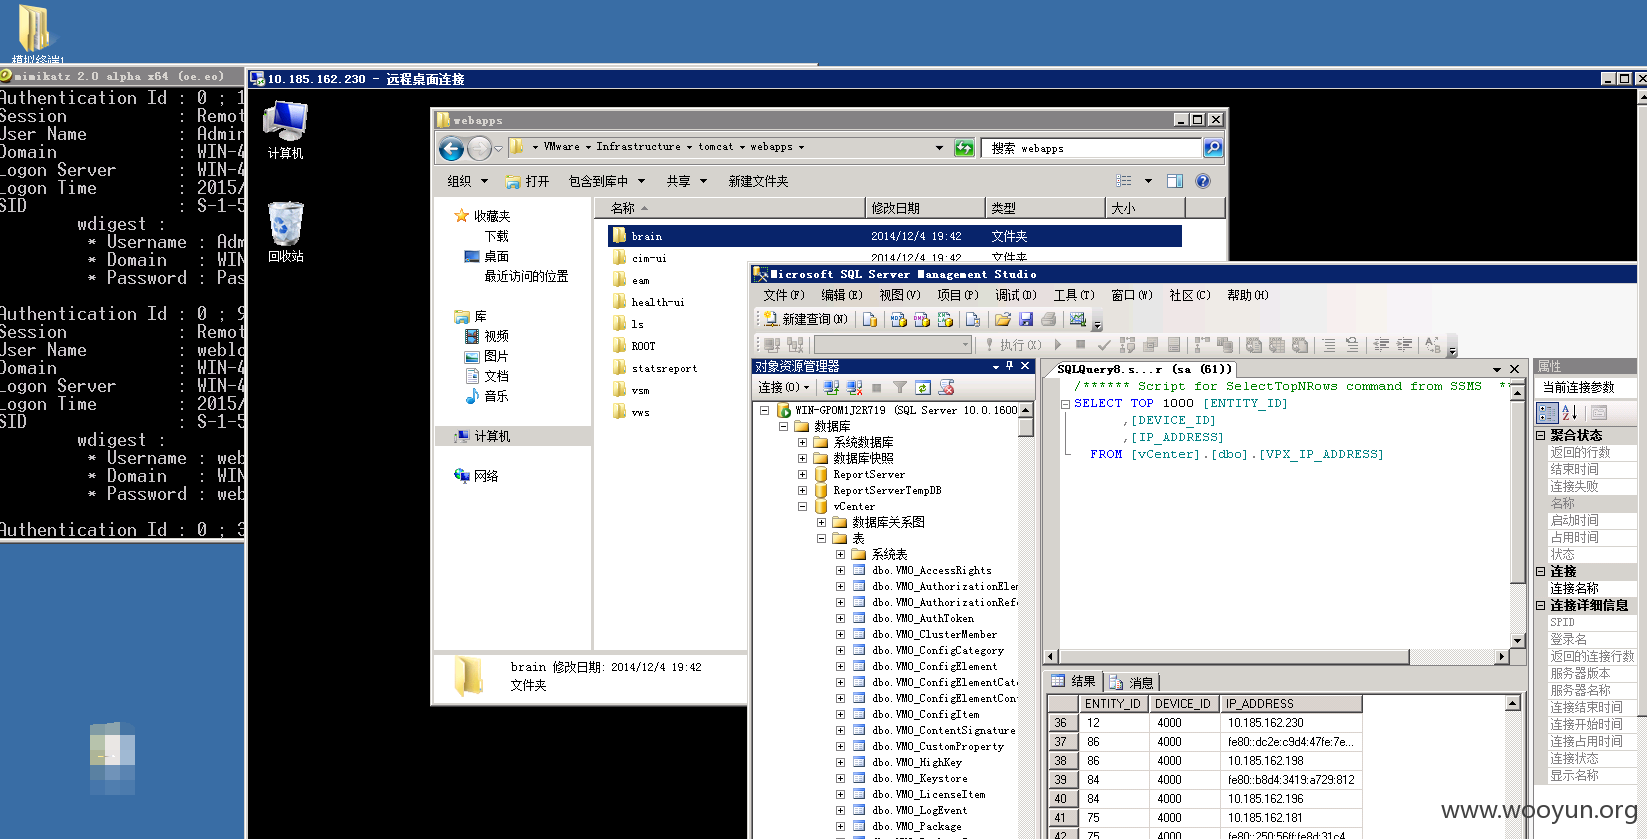 模拟终端1
mimikatz 2.0 alpha x64 (oe.eo)
Authentication Id : 0 ; 1
Session : Remot
User Name : Admin
Domain : WIN-4
Logon Server : WIN-4
Logon Time : 2015/
SID : S-1-5
wdigest :
* Username : Adm
* Domain : WIN
* Password : Pas
Authentication Id : 0 ; 9
Session : Remot
User Name : weblo
Domain : WIN-4
Logon Server : WIN-4
Logon Time : 2015/
SID : S-1-5
wdigest :
* Username : web
* Domain : WIN
* Password : web
Authentication Id : 0 ; 3
10.185.162.230 - 远程桌面连接
计算机
回收站
webapps
VMware Infrastructure tomcat webapps
搜索 webapps
组织 打开 包含到库中 共享 新建文件夹
收藏夹
下载
桌面
最近访问的位置
库
视频
图片
文档
音乐
计算机
网络
名称 修改日期 类型 大小
brain 2014/12/4 19:42 文件夹
cim-ui 2014/12/4 19:42 文件夹
eam
health-ui
ls
ROOT
statsreport
vsm
vws
brain 修改日期: 2014/12/4 19:42
文件夹
Microsoft SQL Server Management Studio
文件(F) 编辑(E) 视图(V) 项目(P) 调试(D) 工具(T) 窗口(W) 社区(C) 帮助(H)
新建查询(N)
执行(X)
对象资源管理器
连接(O)
WIN-GPOM1J2R719 (SQL Server 10.0.1600
数据库
系统数据库
数据库快照
ReportServer
ReportServerTempDB
vCenter
数据库关系图
表
系统表
dbo.VMO_AccessRights
dbo.VMO_AuthorizationElem
dbo.VMO_AuthorizationRefe
dbo.VMO_AuthToken
dbo.VMO_ClusterMember
dbo.VMO_ConfigCategory
dbo.VMO_ConfigElement
dbo.VMO_ConfigElementCate
dbo.VMO_ConfigElementCont
dbo.VMO_ConfigItem
dbo.VMO_ContentSignature
dbo.VMO_CustomProperty
dbo.VMO_HighKey
dbo.VMO_Keystore
dbo.VMO_LicenseItem
dbo.VMO_LogEvent
dbo.VMO_Package
SQLQuery8.s...r (sa (61))
/****** Script for SelectTopNRows command from SSMS **
SELECT TOP 1000 [ENTITY_ID]
,[DEVICE_ID]
,[IP_ADDRESS]
FROM [vCenter].[dbo].[VPX_IP_ADDRESS]
结果 消息
ENTITY_ID DEVICE_ID IP_ADDRESS
36 12 4000 10.185.162.230
37 86 4000 fe80::dc2e:c9d4:47fe:7e...
38 86 4000 10.185.162.198
39 84 4000 fe80::b8d4:3419:a729:812
40 84 4000 10.185.162.196
41 75 4000 10.185.162.181
42 75 4000 fe80::250:56ff:fe8d:31c4
属性
当前连接参数
聚合状态
返回的行数
结束时间
连接失败
名称
启动时间
占用时间
状态
连接
连接名称
连接详细信息
SPID
登录名
返回的连接行数
服务器版本
服务器名称
连接结束时间
连接开始时间
连接占用时间
连接状态
显示名称
www.wooyun.org